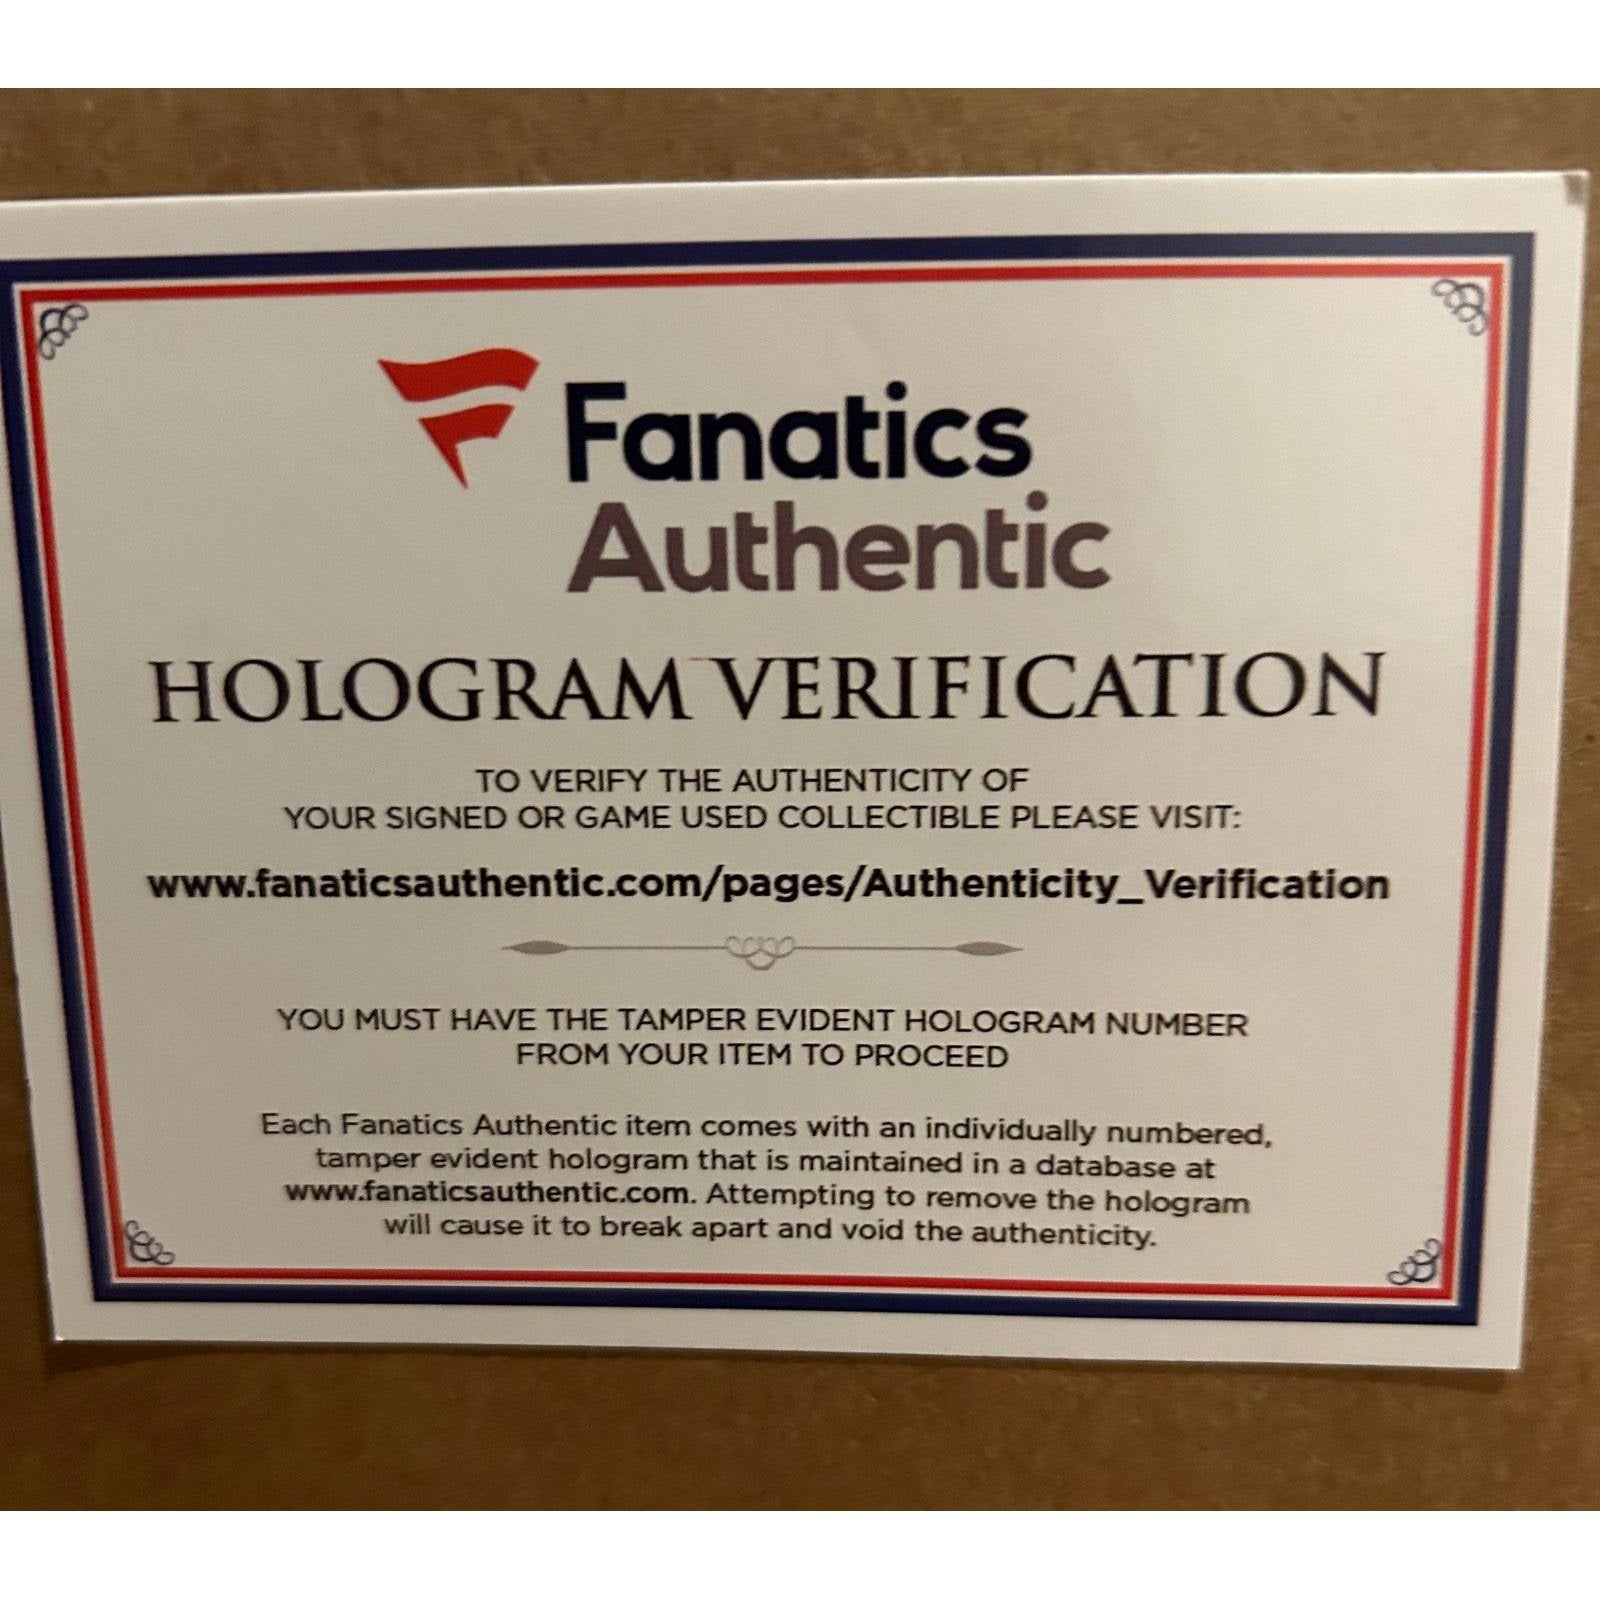 Fanatics
Authentic
HOLOGRAM VERIFICATION
TO VERIFY THE AUTHENTICITY OF
YOUR SIGNED OR GAME USED COLLECTIBLE PLEASE VISIT:
www.fanaticsauthentic.com/pages/Authenticity_Verification
YOU MUST HAVE THE TAMPER EVIDENT HOLOGRAM NUMBER
FROM YOUR ITEM TO PROCEED
Each Fanatics Authentic item comes with an individually numbered,
tamper evident hologram that is maintained in a database at
www.fanaticsauthentic.com. Attempting to remove the hologram
will cause it to break apart and void the authenticity.